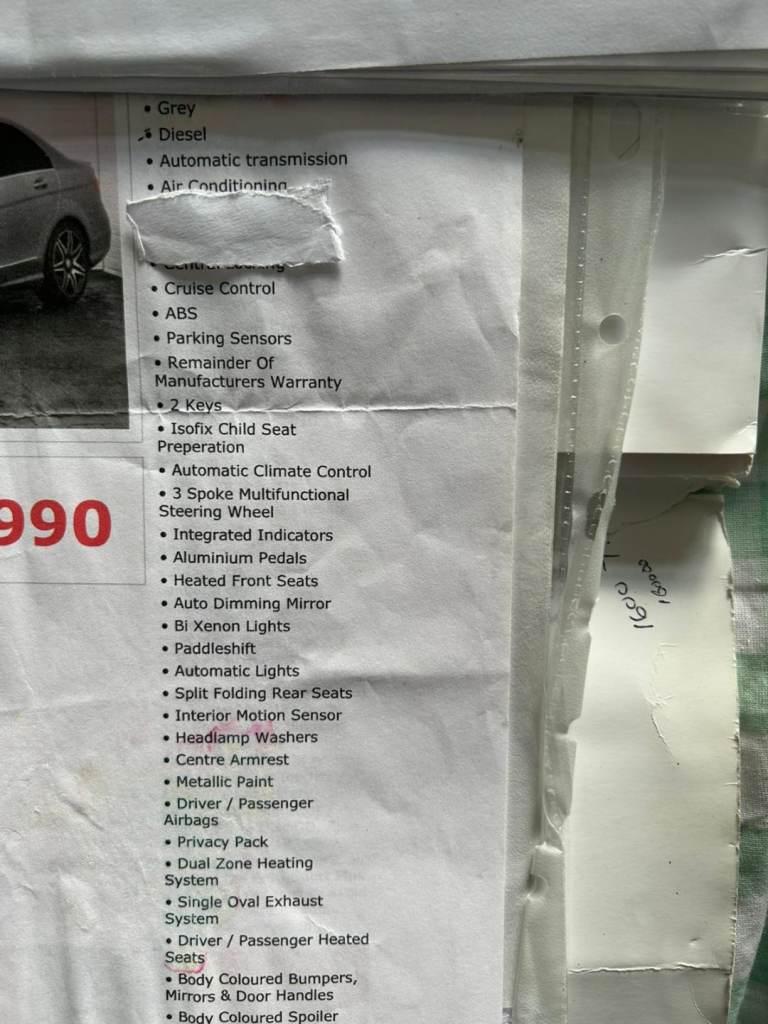 • Grey
• Diesel
• Automatic transmission
• Air Conditioning
• Central Locking
• Cruise Control
• ABS
• Parking Sensors
• Remainder Of
Manufacturers Warranty
• 2 Keys
• Isofix Child Seat
Preperation
• Automatic Climate Control
• 3 Spoke Multifunctional
Steering Wheel
990
• Integrated Indicators
• Aluminium Pedals
• Heated Front Seats
• Auto Dimming Mirror
• Bi Xenon Lights
• Paddleshift
• Automatic Lights
• Split Folding Rear Seats
• Interior Motion Sensor
• Headlamp Washers
• Centre Armrest
• Metallic Paint
• Driver / Passenger
Airbags
• Privacy Pack
• Dual Zone Heating
System
• Single Oval Exhaust
System
• Driver / Passenger Heated
Seats
• Body Coloured Bumpers,
Mirrors & Door Handles
• Body Coloured Spoiler